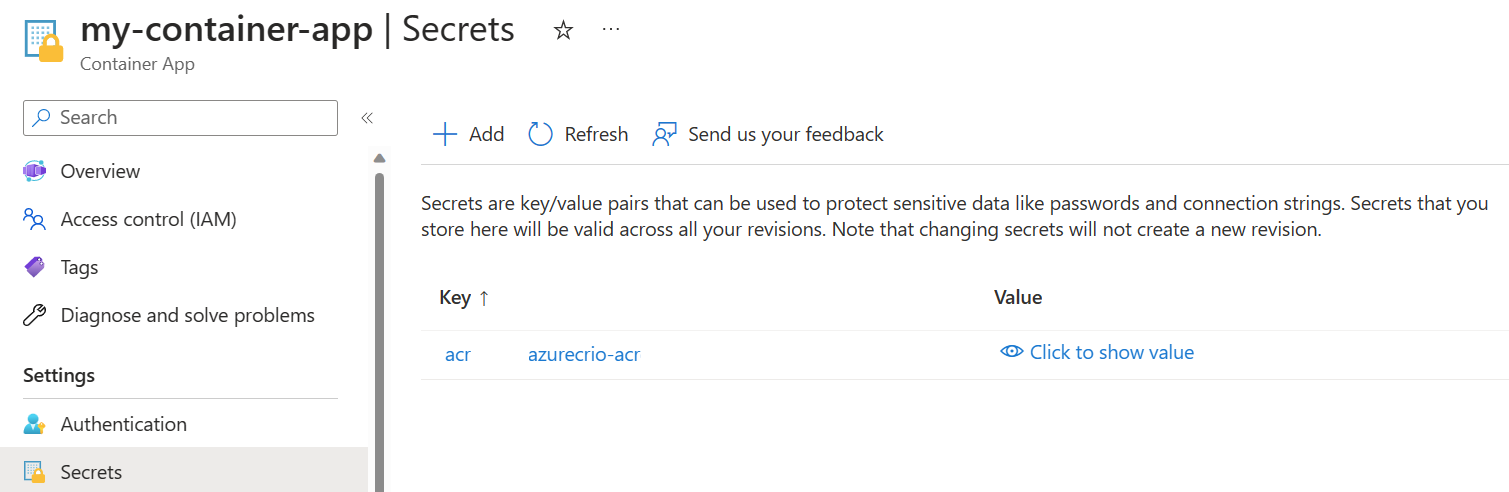 my-container-app | Secrets
Container App
Search
Overview
Access control (IAM)
Tags
Diagnose and solve problems
Settings
Authentication
Secrets
Add Refresh Send us your feedback
Secrets are key/value pairs that can be used to protect sensitive data like passwords and connection strings. Secrets that you
store here will be valid across all your revisions. Note that changing secrets will not create a new revision.
Key ↑ Value
acr azurecrio-acr Click to show value